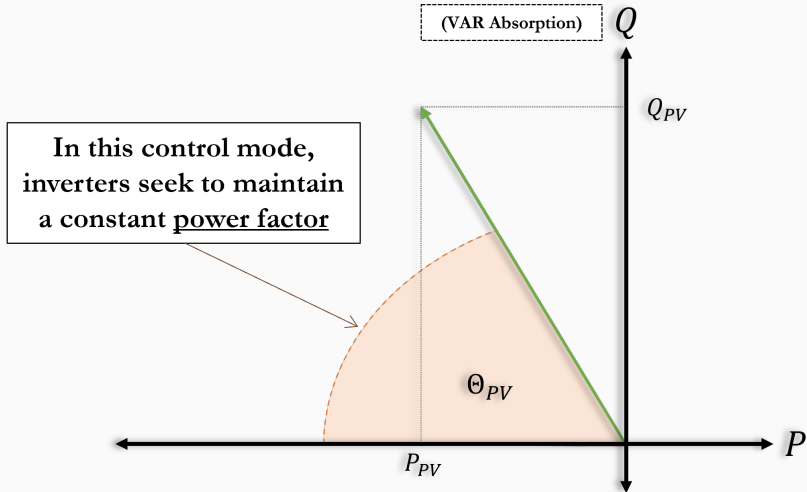 (VAR Absorption)
Q
Q_PV
In this control mode,
inverters seek to maintain
a constant power factor
Θ_PV
P
P_PV